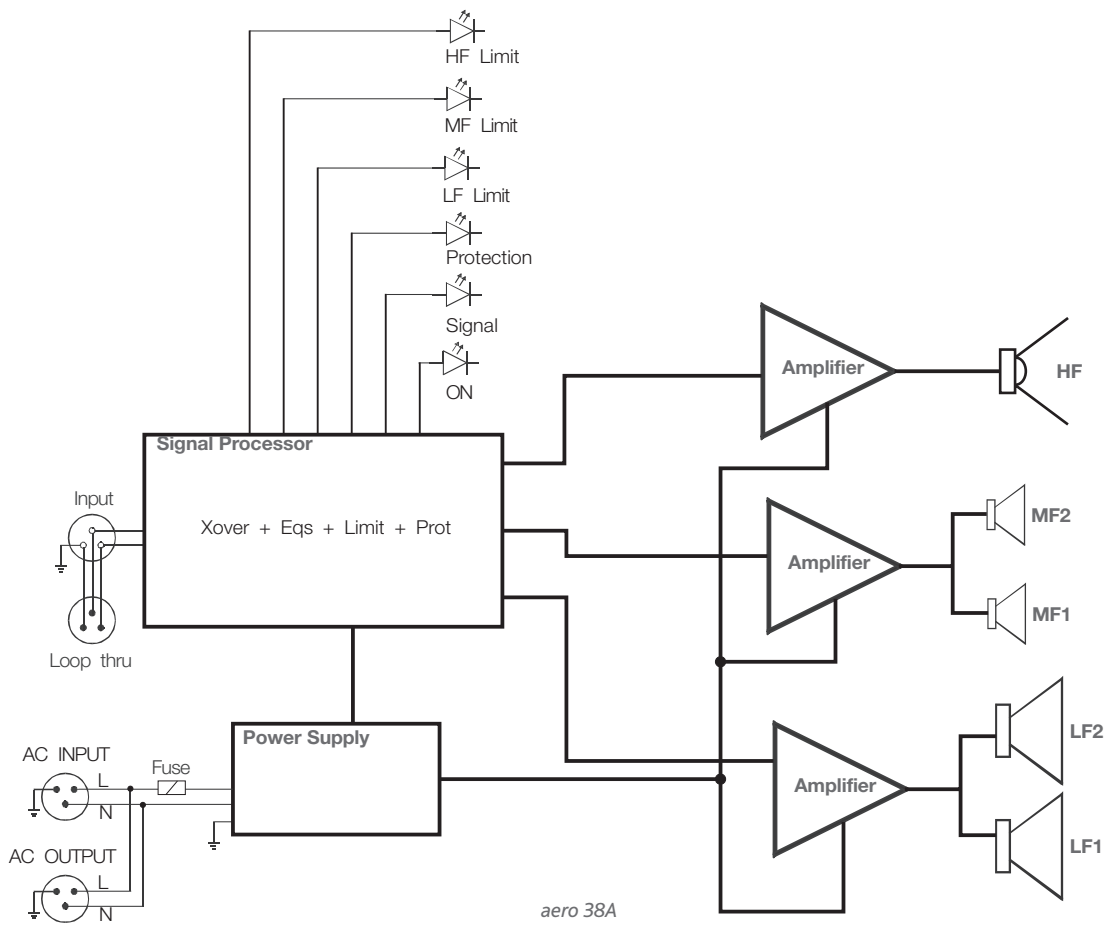 HF Limit
MF Limit
LF Limit
Protection
Signal
ON
Signal Processor
Xover + Eqs + Limit + Prot
Input
Loop thru
Amplifier
HF
Amplifier
MF2
MF1
Power Supply
AC INPUT
L
N
Fuse
AC OUTPUT
L
N
Amplifier
LF2
LF1
aero 38A